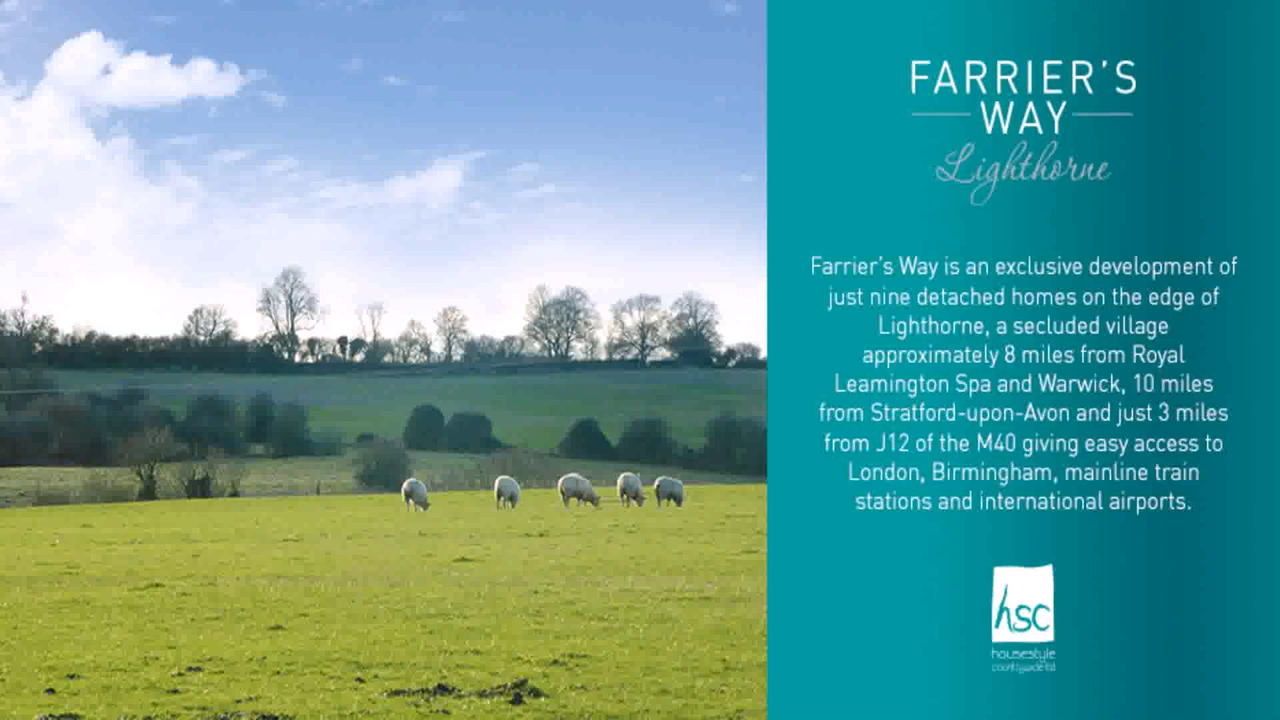 FARRIER'S
WAY
Lighthorne
Farrier's Way is an exclusive development of
just nine detached homes on the edge of
Lighthorne, a secluded village
approximately 8 miles from Royal
Leamington Spa and Warwick, 10 miles
from Stratford-upon-Avon and just 3 miles
from J12 of the M40 giving easy access to
London, Birmingham, mainline train
stations and international airports.
hsc
housestyle
countrywide ltd